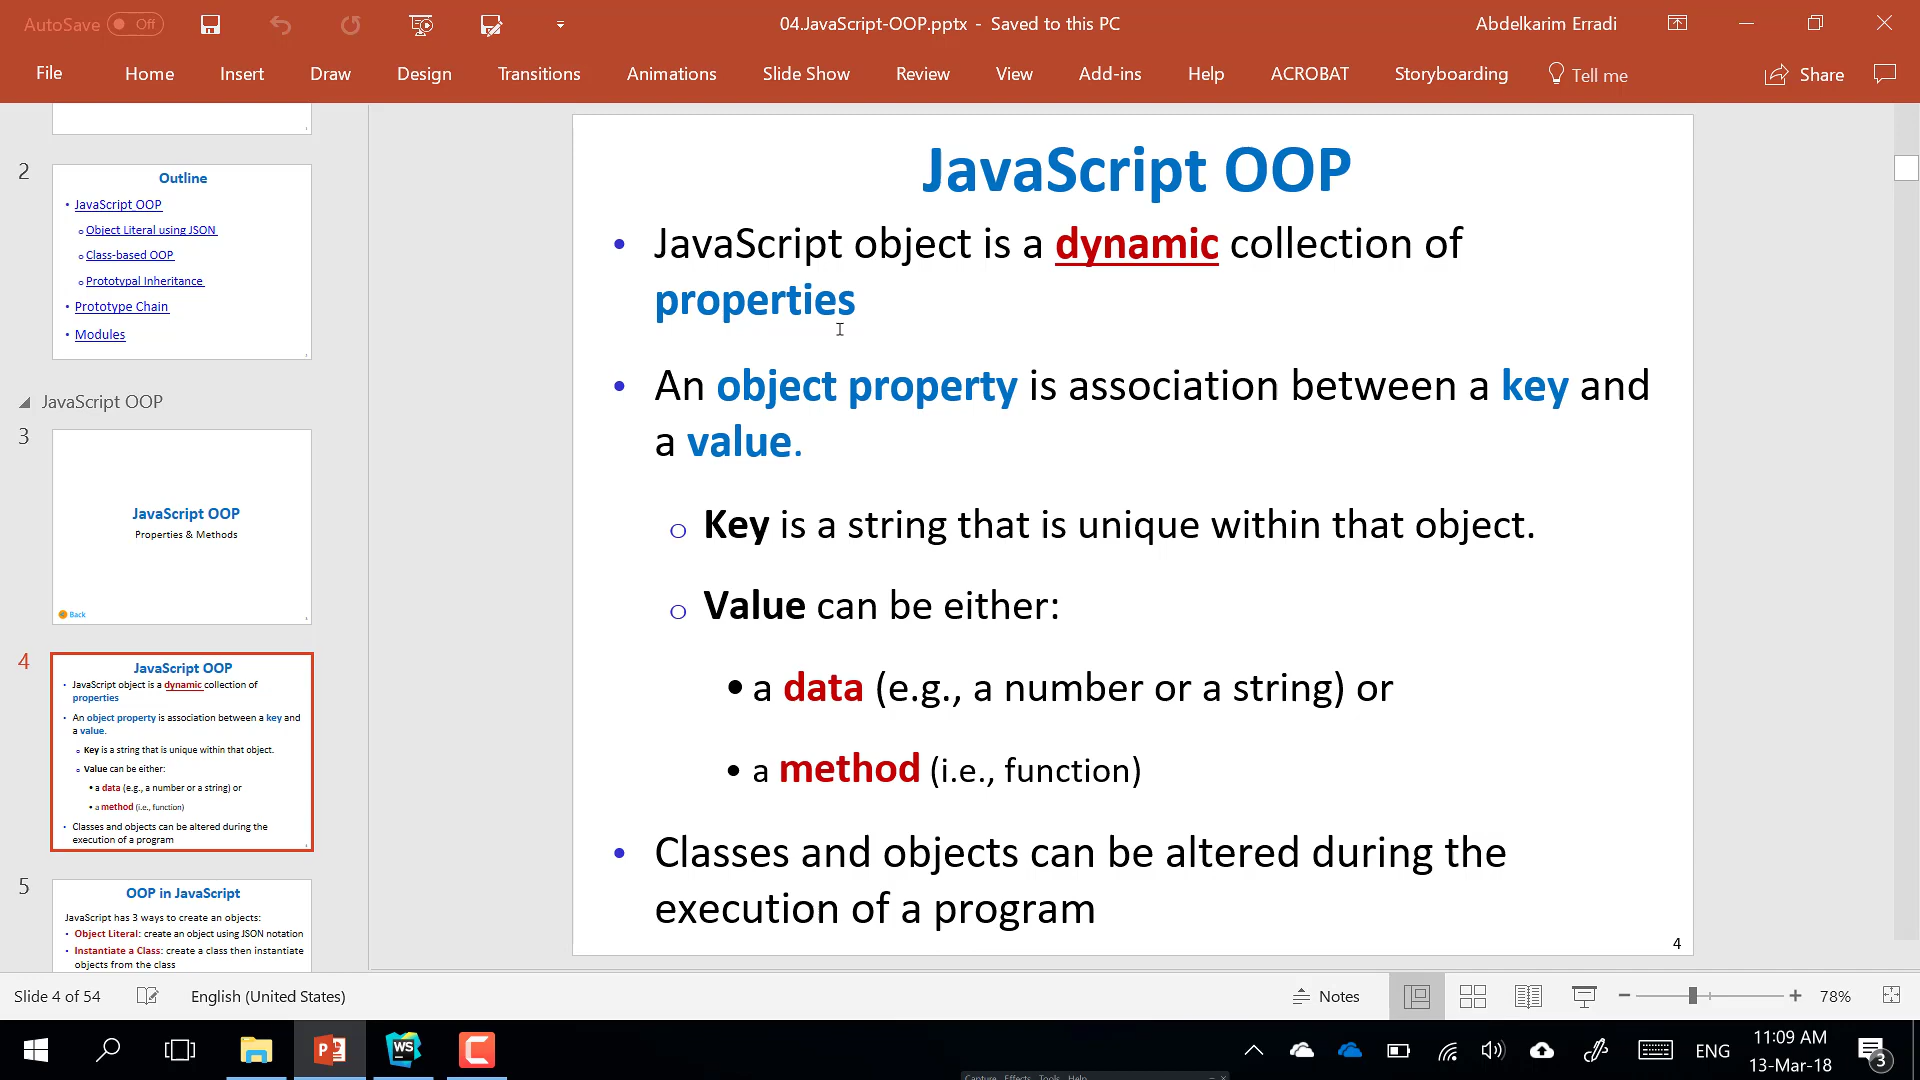 AutoSave Off
04.JavaScript-OOP.pptx - Saved to this PC
Abdelkarim Erradi
File Home Insert Draw Design Transitions Animations Slide Show Review View Add-ins Help ACROBAT Storyboarding Tell me Share
2
Outline
• JavaScript OOP
o Object Literal using JSON
o Class-based OOP
o Prototypal Inheritance
• Prototype Chain
• Modules
JavaScript OOP
3
JavaScript OOP
Properties & Methods
Back
4
JavaScript OOP
• JavaScript object is a dynamic collection of
properties
• An object property is association between a key and
a value.
o Key is a string that is unique within that object.
o Value can be either:
• a data (e.g., a number or a string) or
• a method (i.e., function)
• Classes and objects can be altered during the
execution of a program
5
OOP in JavaScript
JavaScript has 3 ways to create an objects:
• Object Literal: create an object using JSON notation
• Instantiate a Class: create a class then instantiate
objects from the class
JavaScript OOP
• JavaScript object is a dynamic collection of
properties
• An object property is association between a key and
a value.
o Key is a string that is unique within that object.
o Value can be either:
• a data (e.g., a number or a string) or
• a method (i.e., function)
• Classes and objects can be altered during the
execution of a program
4
Slide 4 of 54 English (United States) Notes 78%
WS
ENG
11:09 AM
13-Mar-18
3
Capture Effects Tools Help